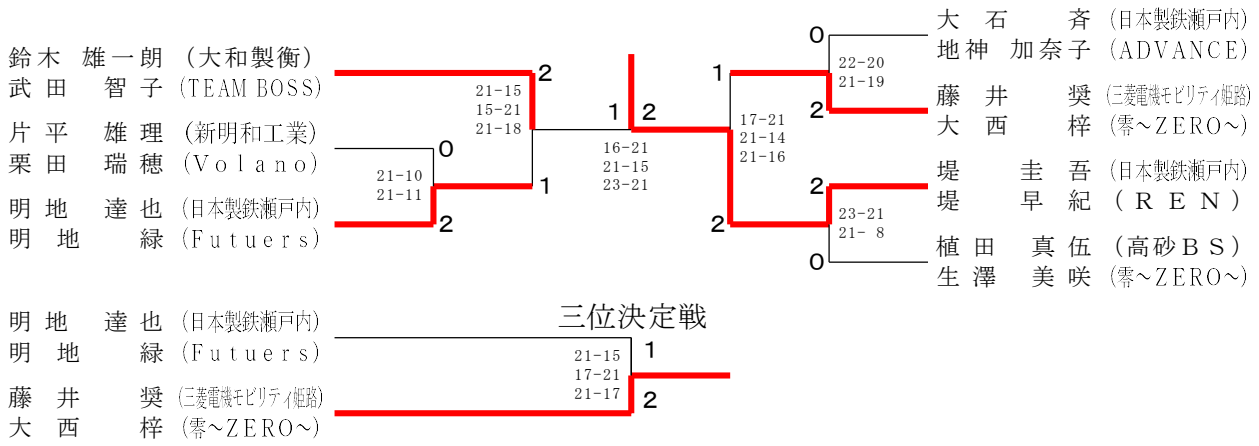 鈴木 雄一朗 (大和製衡)
武田 智子 (TEAM BOSS)
片平 雄理 (新明和工業)
栗田 瑞穂 (Volano)
明地 達也 (日本製鉄瀬戸内)
明地 緑 (Futuers)
2
21-15
15-21
21-18
0
21-10
21-11
1
2
1
2
16-21
21-15
23-21
1
17-21
21-14
21-16
2
0
22-20
21-19
2
2
23-21
21- 8
0
大石 斉 (日本製鉄瀬戸内)
地神 加奈子 (ADVANCE)
藤井 奨 (三菱電機モビリティ姫路)
大西 梓 (零～ZERO～)
堤 圭吾 (日本製鉄瀬戸内)
堤 早紀 (REN)
植田 真伍 (高砂BS)
生澤 美咲 (零～ZERO～)
三位決定戦
明地 達也 (日本製鉄瀬戸内)
明地 緑 (Futuers)
藤井 奨 (三菱電機モビリティ姫路)
大西 梓 (零～ZERO～)
21-15
17-21
21-17
1
2